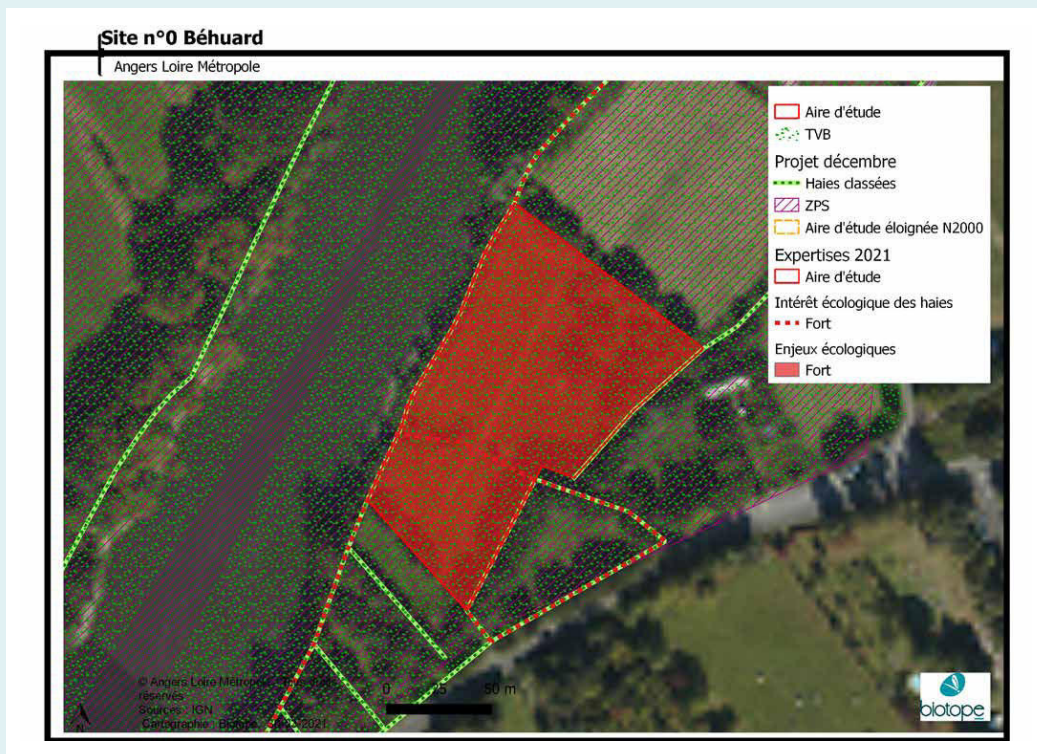 Site n°0 Béhuard
Angers Loire Métropole
Aire d'étude
TVB
Projet décembre
Haies classées
ZPS
Aire d'étude éloignée N2000
Expertises 2021
Aire d'étude
Intérêt écologique des haies
Fort
Enjeux écologiques
Fort
© Angers Loire Métropole
réservés
Sources : IGN
Cartographie : Biotope, 2021
0 25 50 m
N
biotope